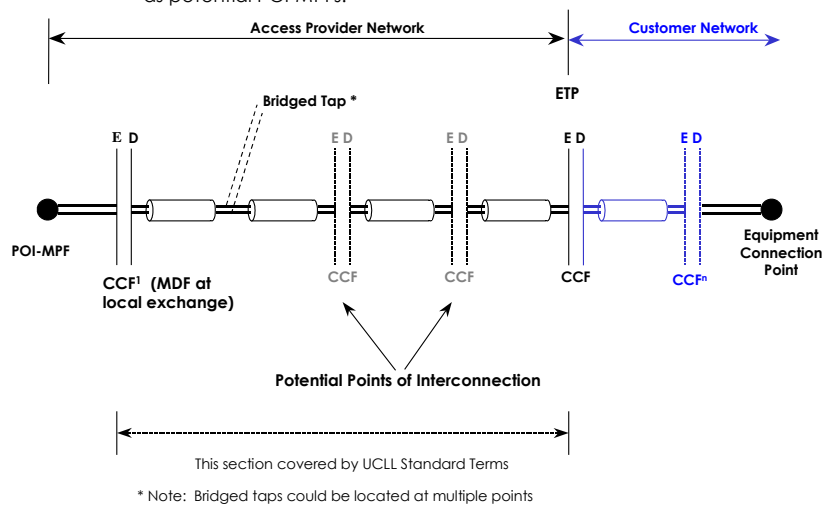 Access Provider Network
Customer Network
ETP
Bridged Tap *
E D
E D
E D
E D
E D
POI-MPF
CCF¹ (MDF at
local exchange)
CCF
CCF
CCF
CCFⁿ
Equipment
Connection
Point
Potential Points of Interconnection
This section covered by UCLL Standard Terms
* Note: Bridged taps could be located at multiple points